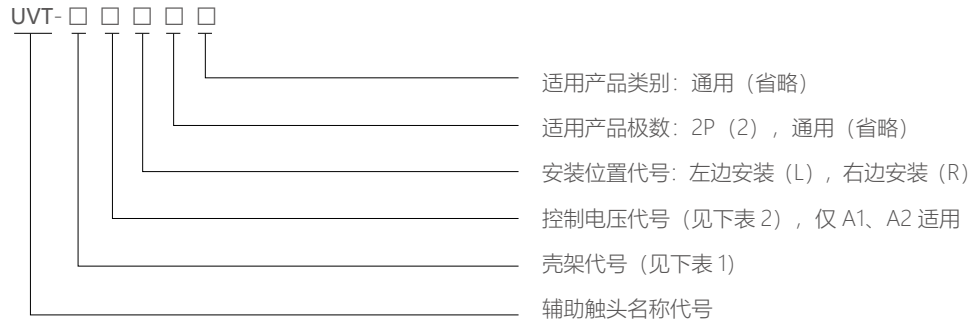 UVT-□ □ □ □ □
适用产品类别：通用（省略）
适用产品极数：2P（2），通用（省略）
安装位置代号：左边安装（L），右边安装（R）
控制电压代号（见下表 2），仅 A1、A2 适用
壳架代号（见下表 1）
辅助触头名称代号